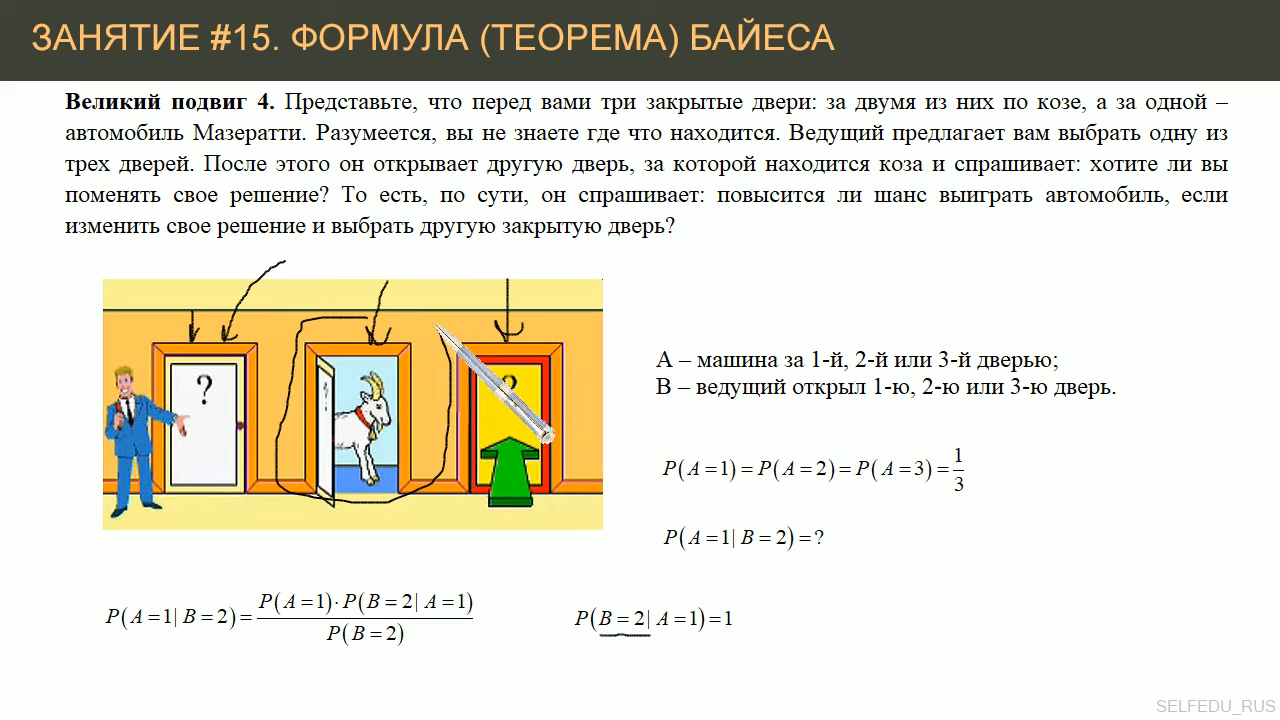 ЗАНЯТИЕ #15. ФОРМУЛА (ТЕОРЕМА) БАЙЕСА
Великий подвиг 4. Представьте, что перед вами три закрытые двери: за двумя из них по козе, а за одной –
автомобиль Мазератти. Разумеется, вы не знаете где что находится. Ведущий предлагает вам выбрать одну из
трех дверей. После этого он открывает другую дверь, за которой находится коза и спрашивает: хотите ли вы
поменять свое решение? То есть, по сути, он спрашивает: повысится ли шанс выиграть автомобиль, если
изменить свое решение и выбрать другую закрытую дверь?
? ? ?
A – машина за 1-й, 2-й или 3-й дверью;
B – ведущий открыл 1-ю, 2-ю или 3-ю дверь.
P(A = 1) = P(A = 2) = P(A = 3) = 1/3
P(A = 1 | B = 2) = ?
P(A = 1 | B = 2) = P(A = 1) · P(B = 2 | A = 1) / P(B = 2)
P(B = 2 | A = 1) = 1
SELFEDU_RUS